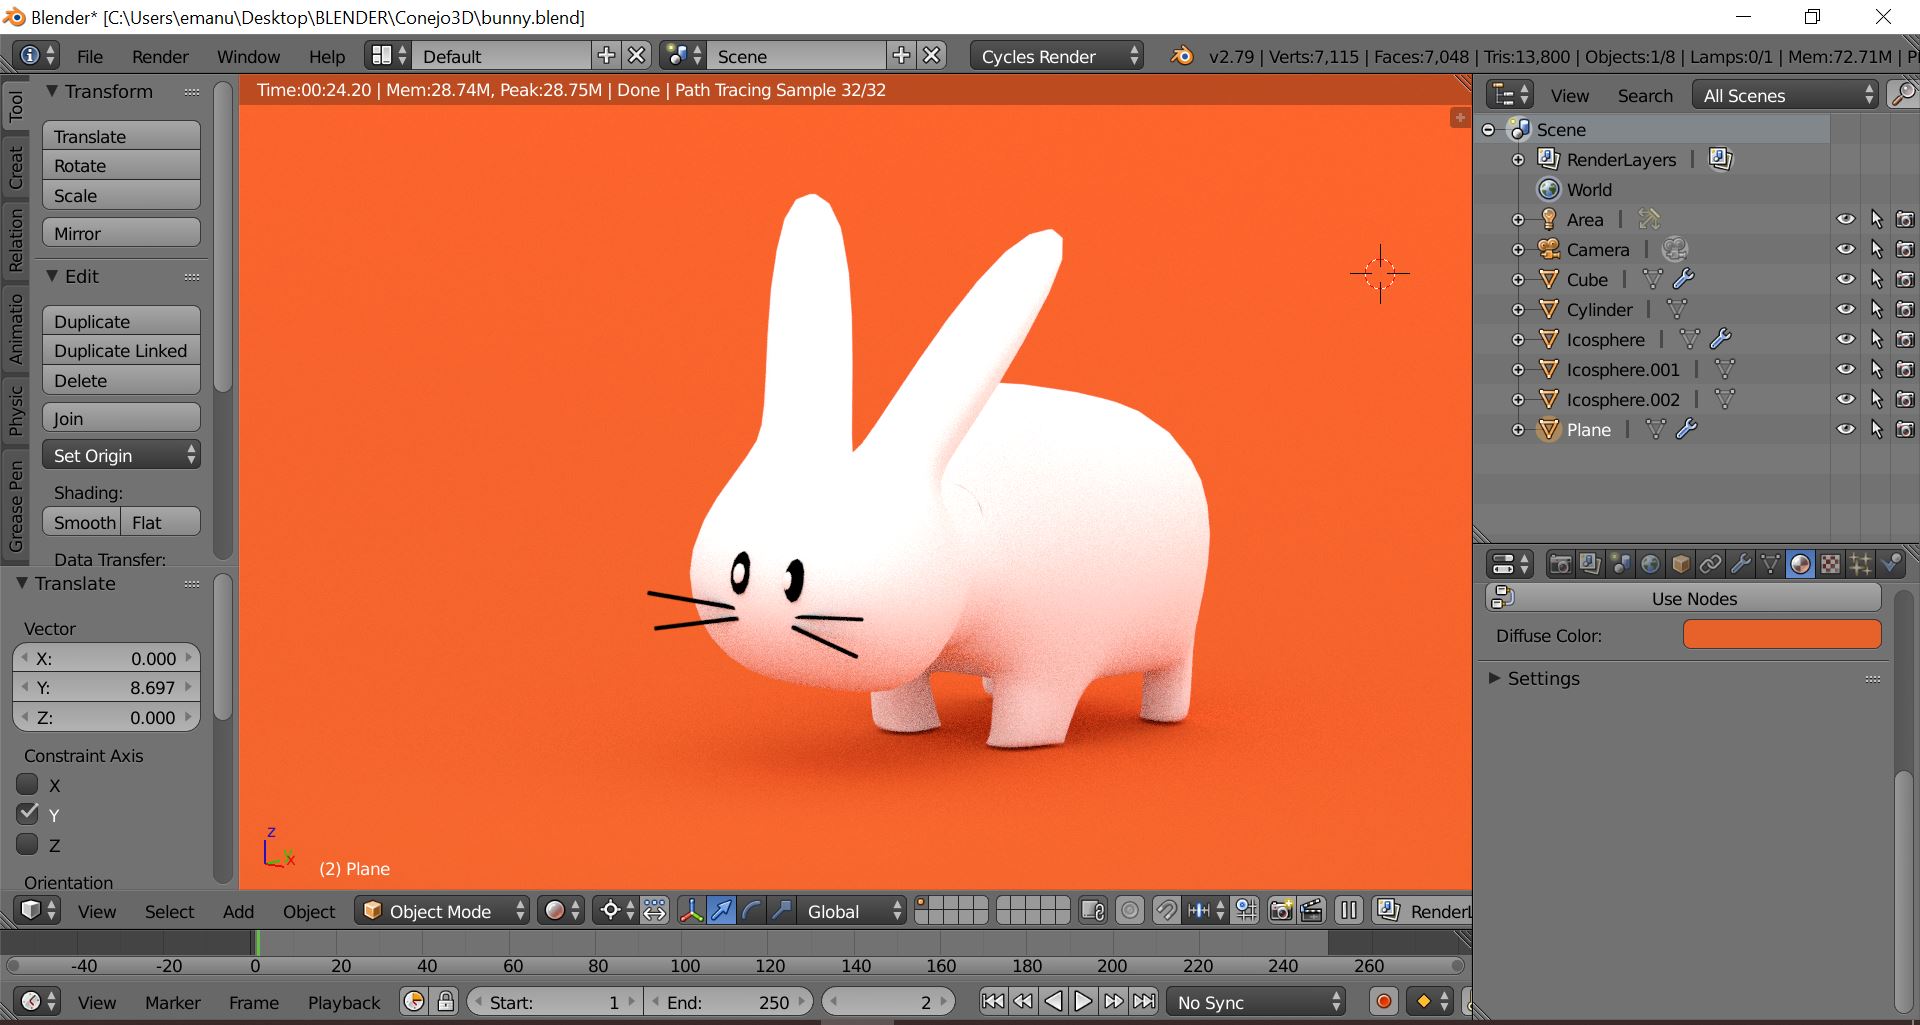 Blender* [C:\Users\emanu\Desktop\BLENDER\Conejo3D\bunny.blend]
File Render Window Help Default Scene Cycles Render v2.79 | Verts:7,115 | Faces:7,048 | Tris:13,800 | Objects:1/8 | Lamps:0/1 | Mem:72.71M | Pl
Time:00:24.20 | Mem:28.74M, Peak:28.75M | Done | Path Tracing Sample 32/32
Tool
Creat
Relation
Animatio
Physic
Grease Pen
Transform
Translate
Rotate
Scale
Mirror
Edit
Duplicate
Duplicate Linked
Delete
Join
Set Origin
Shading:
Smooth Flat
Data Transfer:
Translate
Vector
X: 0.000
Y: 8.697
Z: 0.000
Constraint Axis
X
Y
Z
Orientation
z
x
(2) Plane
View Search All Scenes
Scene
RenderLayers |
World
Area |
Camera |
Cube |
Cylinder |
Icosphere |
Icosphere.001 |
Icosphere.002 |
Plane |
Use Nodes
Diffuse Color:
Settings
View Select Add Object Object Mode Global RenderL
-40 -20 0 20 40 60 80 100 120 140 160 180 200 220 240 260
View Marker Frame Playback Start: 1 End: 250 2 No Sync